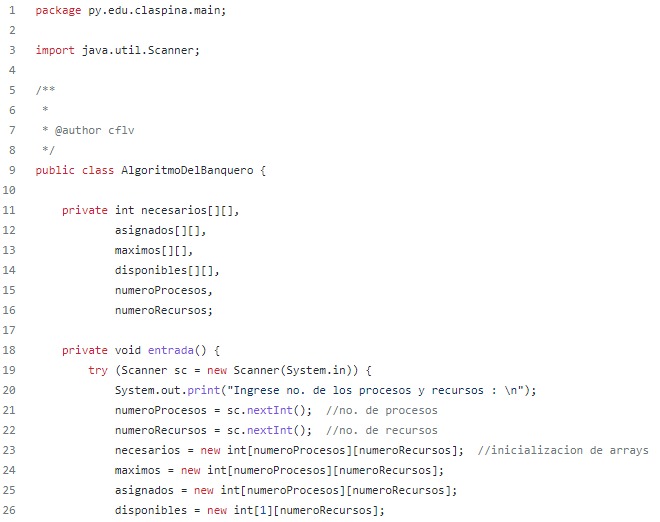 1 package py.edu.claspina.main;
2
3 import java.util.Scanner;
4
5 /**
6 *
7 * @author cflv
8 */
9 public class AlgoritmoDelBanquero {
10
11 private int necesarios[][],
12 asignados[][],
13 maximos[][],
14 disponibles[][],
15 numeroProcesos,
16 numeroRecursos;
17
18 private void entrada() {
19 try (Scanner sc = new Scanner(System.in)) {
20 System.out.print("Ingrese no. de los procesos y recursos : \n");
21 numeroProcesos = sc.nextInt();  //no. de procesos
22 numeroRecursos = sc.nextInt();  //no. de recursos
23 necesarios = new int[numeroProcesos][numeroRecursos];  //inicializacion de arrays
24 maximos = new int[numeroProcesos][numeroRecursos];
25 asignados = new int[numeroProcesos][numeroRecursos];
26 disponibles = new int[1][numeroRecursos];